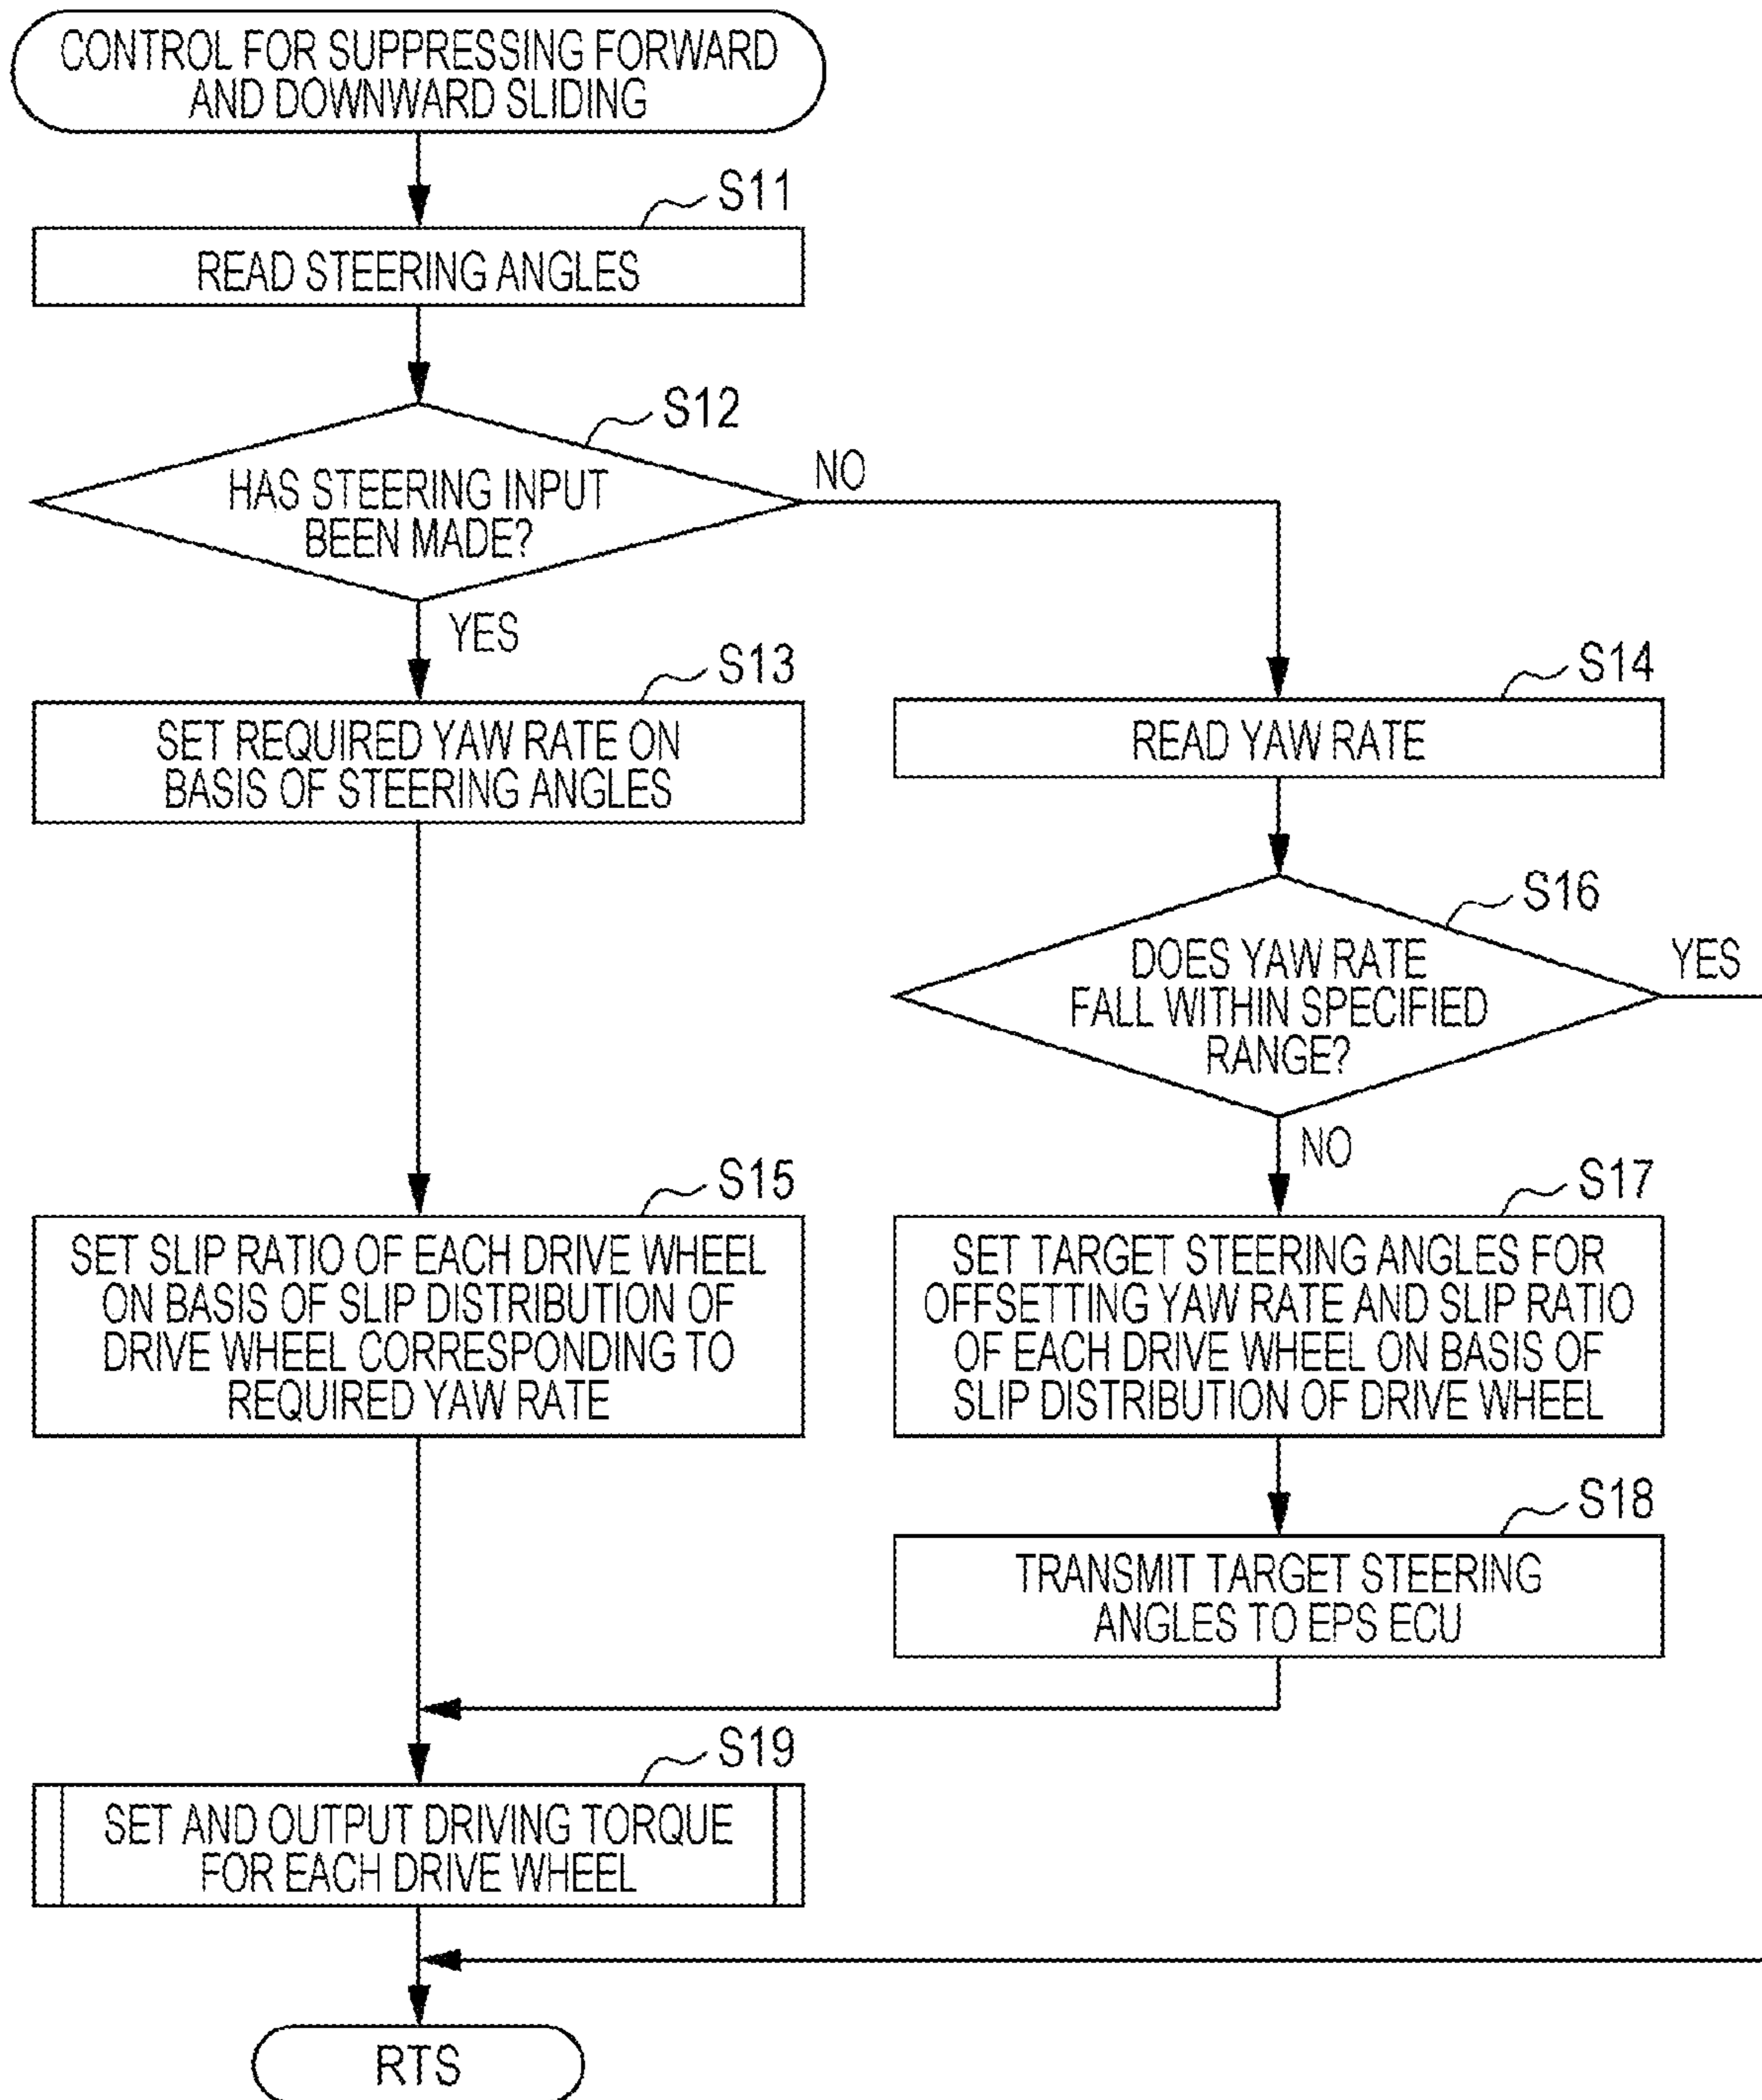 CONTROL FOR SUPPRESSING FORWARD
AND DOWNWARD SLIDING
S11
READ STEERING ANGLES
S12
HAS STEERING INPUT
BEEN MADE?
NO
YES
S13
SET REQUIRED YAW RATE ON
BASIS OF STEERING ANGLES
S14
READ YAW RATE
S16
DOES YAW RATE
FALL WITHIN SPECIFIED
RANGE?
YES
NO
S15
SET SLIP RATIO OF EACH DRIVE WHEEL
ON BASIS OF SLIP DISTRIBUTION OF
DRIVE WHEEL CORRESPONDING TO
REQUIRED YAW RATE
S17
SET TARGET STEERING ANGLES FOR
OFFSETTING YAW RATE AND SLIP RATIO
OF EACH DRIVE WHEEL ON BASIS OF
SLIP DISTRIBUTION OF DRIVE WHEEL
S18
TRANSMIT TARGET STEERING
ANGLES TO EPS ECU
S19
SET AND OUTPUT DRIVING TORQUE
FOR EACH DRIVE WHEEL
RTS